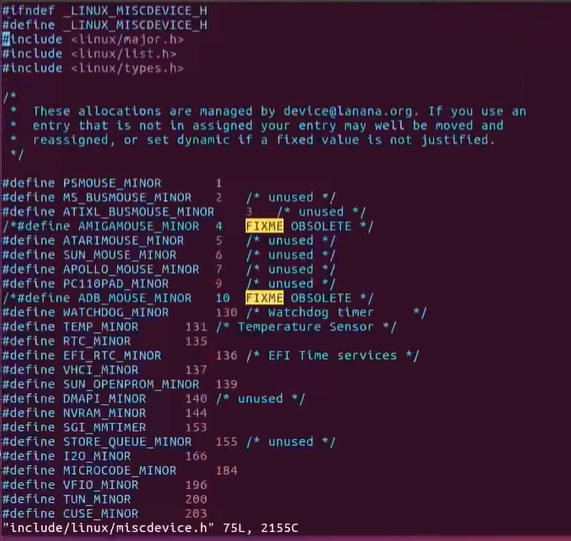 #ifndef _LINUX_MISCDEVICE_H
#define _LINUX_MISCDEVICE_H
#include <linux/major.h>
#include <linux/list.h>
#include <linux/types.h>
/*
* These allocations are managed by device@lanana.org. If you use an
* entry that is not in assigned your entry may well be moved and
* reassigned, or set dynamic if a fixed value is not justified.
*/
#define PSMOUSE_MINOR 1
#define MS_BUSMOUSE_MINOR 2 /* unused */
#define ATIXL_BUSMOUSE_MINOR 3 /* unused */
/*#define AMIGAMOUSE_MINOR 4 FIXME OBSOLETE */
#define ATARIMOUSE_MINOR 5 /* unused */
#define SUN_MOUSE_MINOR 6 /* unused */
#define APOLLO_MOUSE_MINOR 7 /* unused */
#define PC110PAD_MINOR 9 /* unused */
/*#define ADB_MOUSE_MINOR 10 FIXME OBSOLETE */
#define WATCHDOG_MINOR 130 /* Watchdog timer */
#define TEMP_MINOR 131 /* Temperature Sensor */
#define RTC_MINOR 135
#define EFI_RTC_MINOR 136 /* EFI Time services */
#define VHCI_MINOR 137
#define SUN_OPENPROM_MINOR 139
#define DMAPI_MINOR 140 /* unused */
#define NVRAM_MINOR 144
#define SGI_MMTIMER 153
#define STORE_QUEUE_MINOR 155 /* unused */
#define I2O_MINOR 166
#define MICROCODE_MINOR 184
#define VFIO_MINOR 196
#define TUN_MINOR 200
#define CUSE_MINOR 203
"include/linux/miscdevice.h" 75L, 2155C